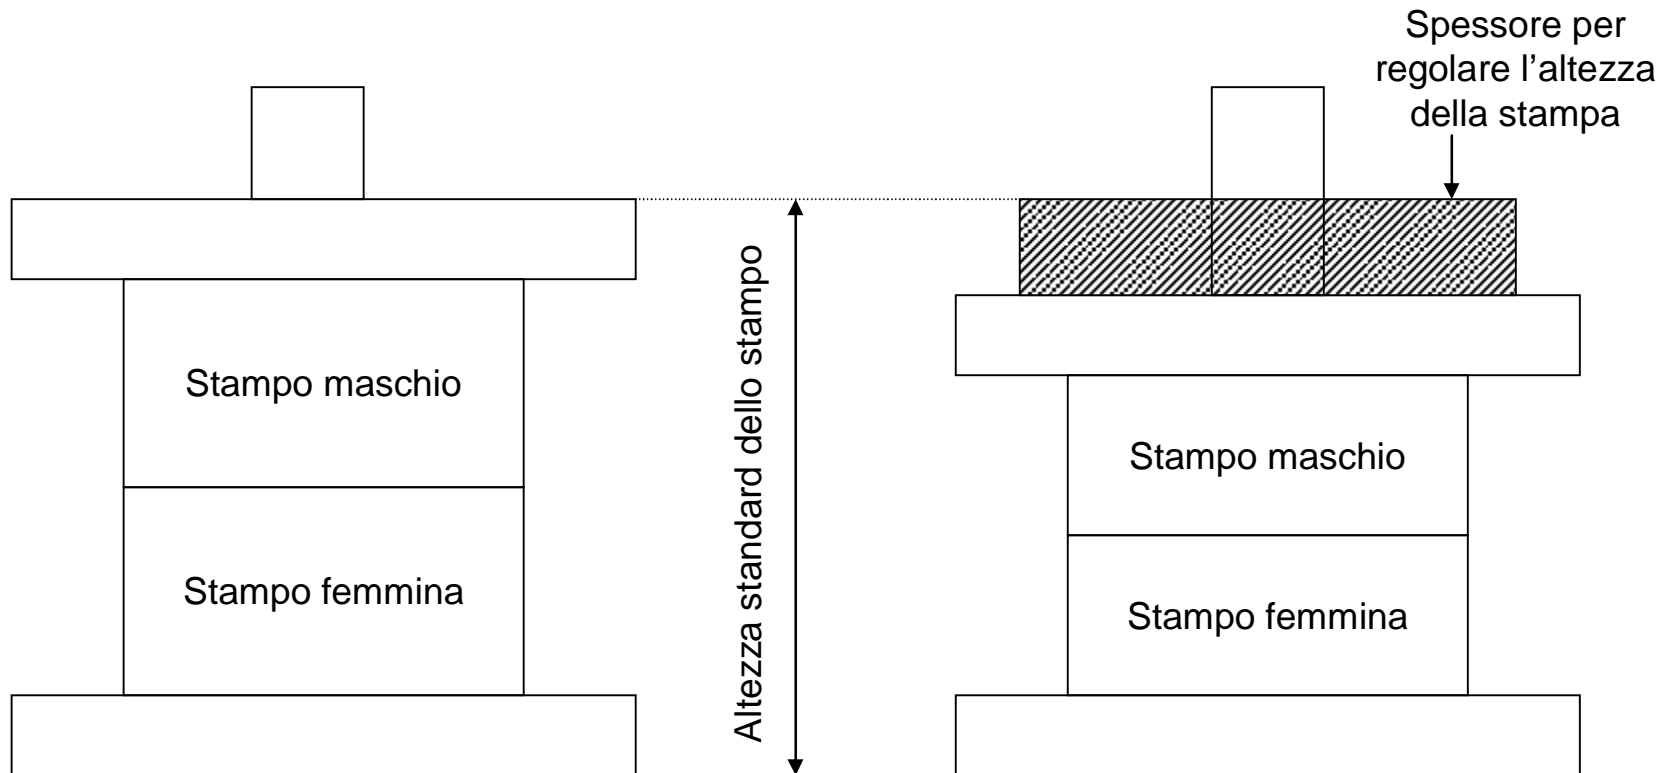 Spessore per
regolare l’altezza
della stampa
Stampo maschio
Stampo femmina
Altezza standard dello stampo
Stampo maschio
Stampo femmina